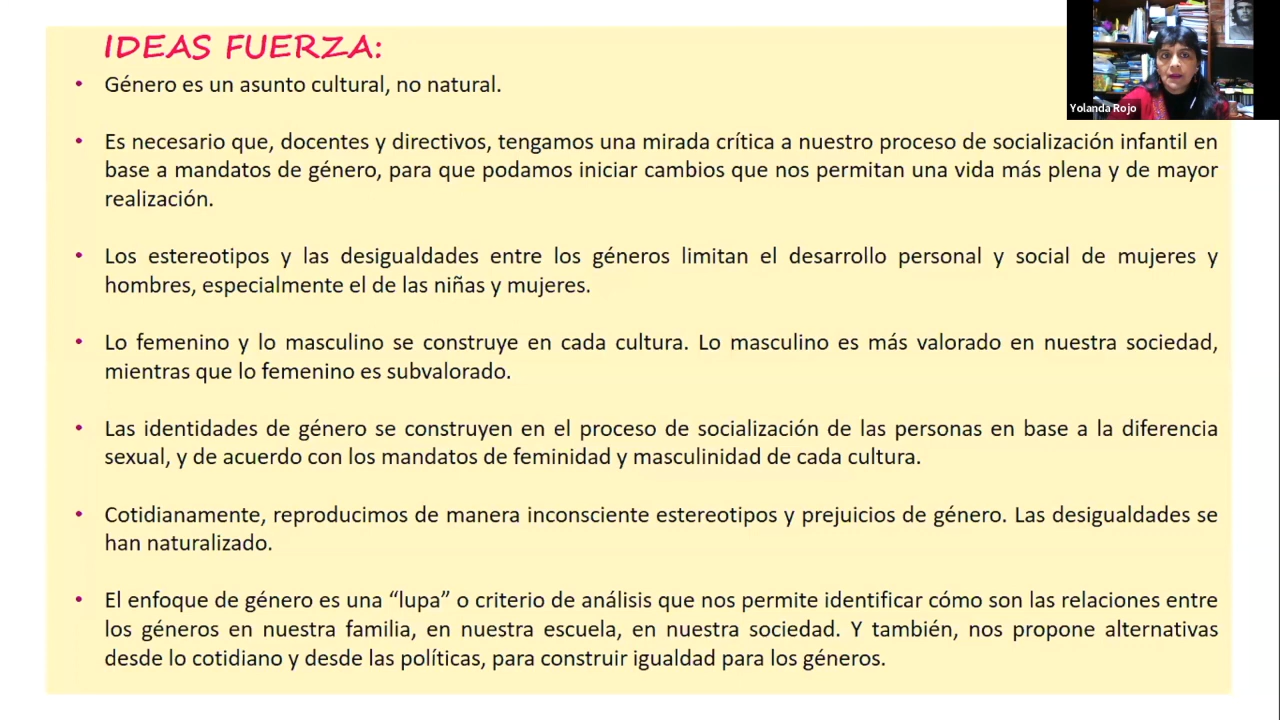 IDEAS FUERZA:
Yolanda Rojo
• Género es un asunto cultural, no natural.
• Es necesario que, docentes y directivos, tengamos una mirada crítica a nuestro proceso de socialización infantil en
base a mandatos de género, para que podamos iniciar cambios que nos permitan una vida más plena y de mayor
realización.
• Los estereotipos y las desigualdades entre los géneros limitan el desarrollo personal y social de mujeres y
hombres, especialmente el de las niñas y mujeres.
• Lo femenino y lo masculino se construye en cada cultura. Lo masculino es más valorado en nuestra sociedad,
mientras que lo femenino es subvalorado.
• Las identidades de género se construyen en el proceso de socialización de las personas en base a la diferencia
sexual, y de acuerdo con los mandatos de feminidad y masculinidad de cada cultura.
• Cotidianamente, reproducimos de manera inconsciente estereotipos y prejuicios de género. Las desigualdades se
han naturalizado.
• El enfoque de género es una “lupa” o criterio de análisis que nos permite identificar cómo son las relaciones entre
los géneros en nuestra familia, en nuestra escuela, en nuestra sociedad. Y también, nos propone alternativas
desde lo cotidiano y desde las políticas, para construir igualdad para los géneros.